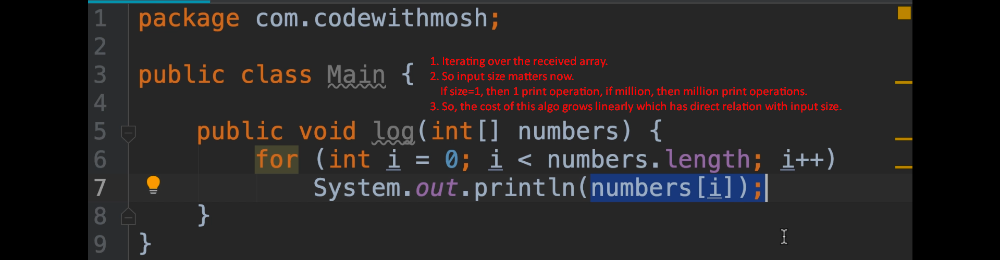 1 package com.codewithmosh;
2
3 public class Main {
1. Iterating over the received array.
2. So input size matters now.
If size=1, then 1 print operation, if million, then million print operations.
3. So, the cost of this algo grows linearly which has direct relation with input size.
4
5 public void log(int[] numbers) {
6 for (int i = 0; i < numbers.length; i++)
7 System.out.println(numbers[i]);
8 }
9 }